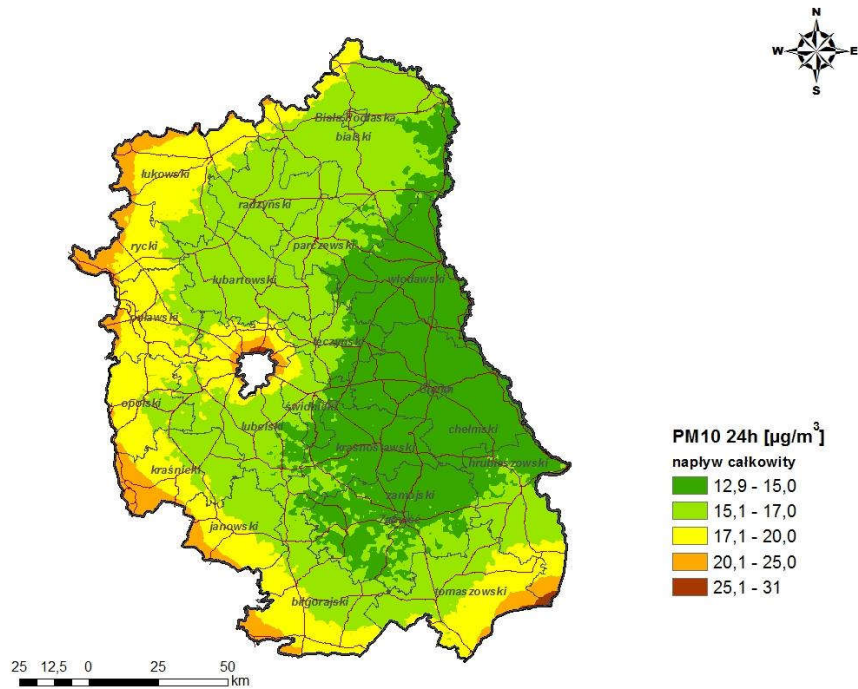 N
W E
S
Biała Podlaska
bialski
łukowski
radzyński
rycki
parczewski
lubartowski
włodawski
puławski
łęczyński
Chełm
opolski
świdnicki
lubelski
chełmski
krasnostawski
kraśnicki
hrubieszowski
zamojski
Zamość
janowski
biłgorajski
tomaszowski
PM10 24h [µg/m³]
napływ całkowity
12,9 - 15,0
15,1 - 17,0
17,1 - 20,0
20,1 - 25,0
25,1 - 31
25 12,5 0 25 50
km